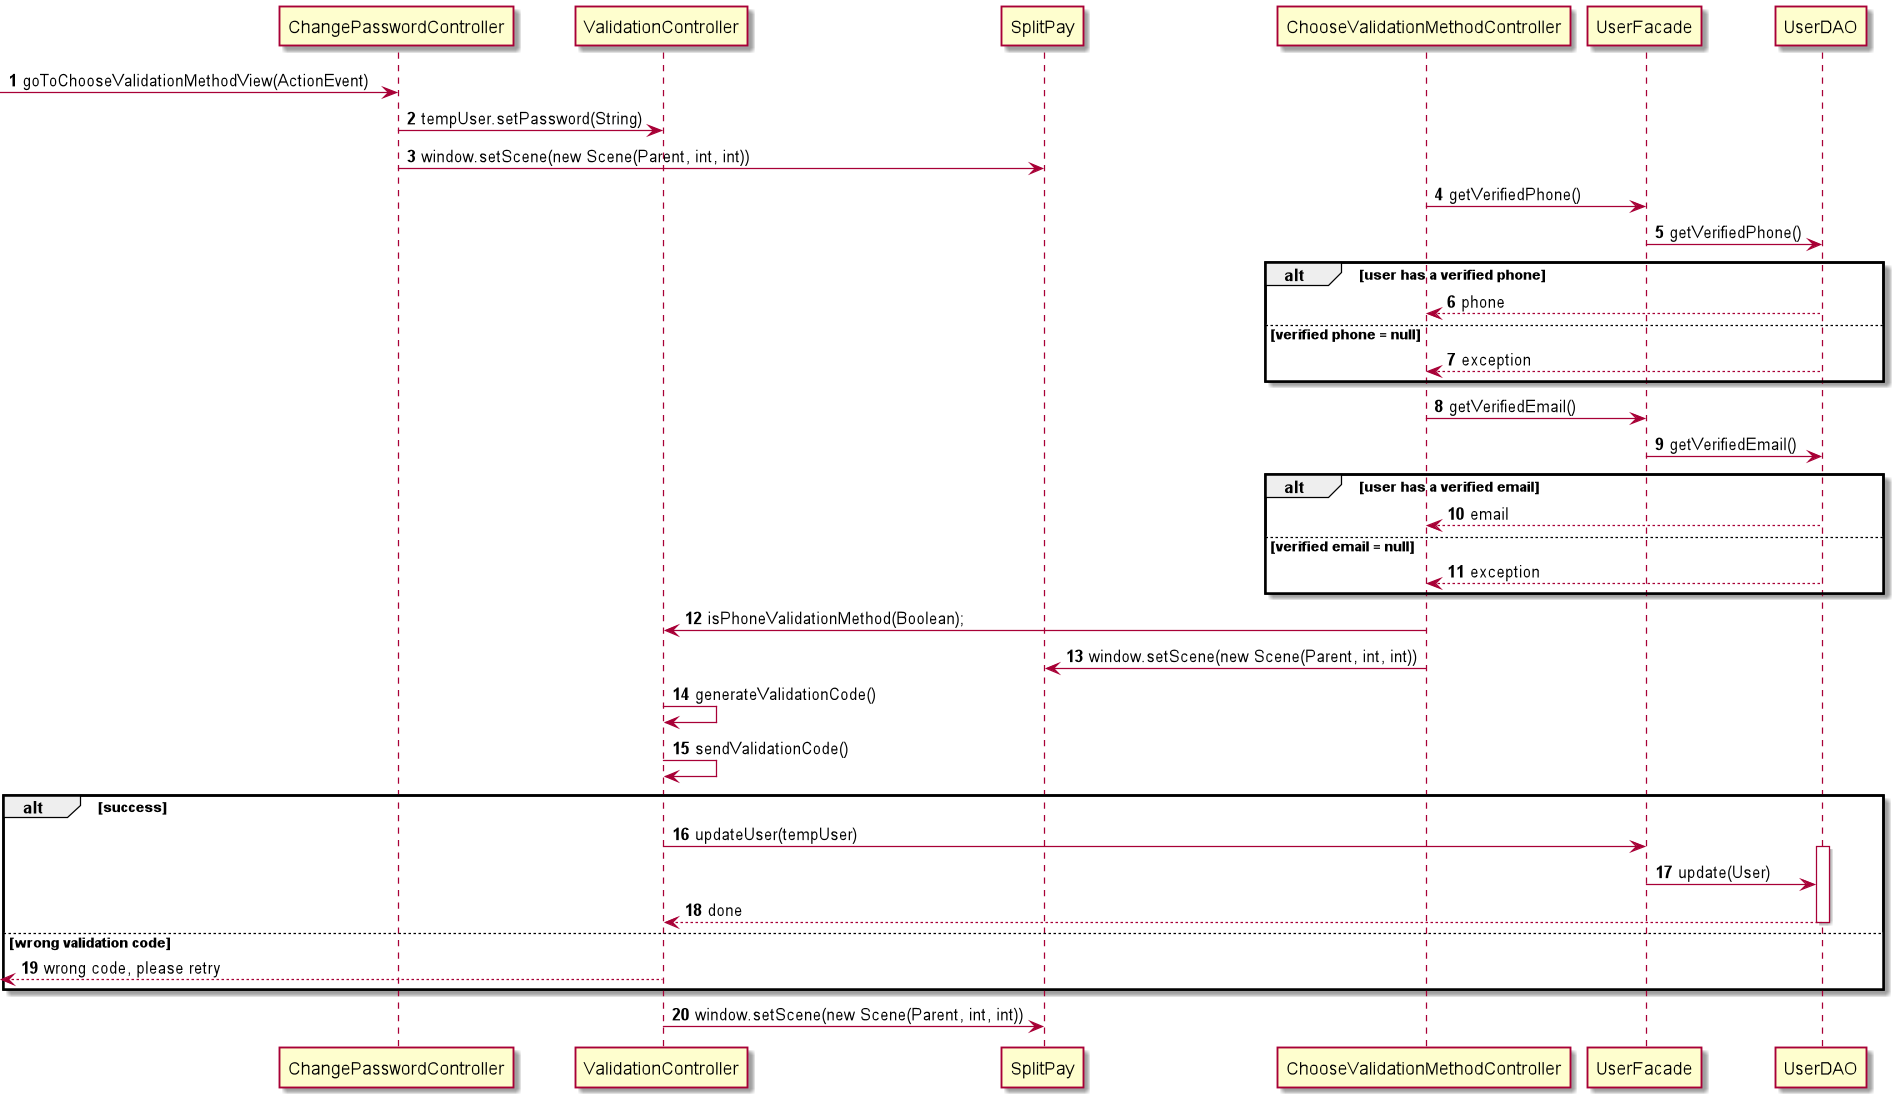 ChangePasswordController
ValidationController
SplitPay
ChooseValidationMethodController
UserFacade
UserDAO
1 goToChooseValidationMethodView(ActionEvent)
2 tempUser.setPassword(String)
3 window.setScene(new Scene(Parent, int, int))
4 getVerifiedPhone()
5 getVerifiedPhone()
alt [user has a verified phone]
6 phone
[verified phone = null]
7 exception
8 getVerifiedEmail()
9 getVerifiedEmail()
alt [user has a verified email]
10 email
[verified email = null]
11 exception
12 isPhoneValidationMethod(Boolean);
13 window.setScene(new Scene(Parent, int, int))
14 generateValidationCode()
15 sendValidationCode()
alt [success]
16 updateUser(tempUser)
17 update(User)
18 done
[wrong validation code]
19 wrong code, please retry
20 window.setScene(new Scene(Parent, int, int))
ChangePasswordController
ValidationController
SplitPay
ChooseValidationMethodController
UserFacade
UserDAO